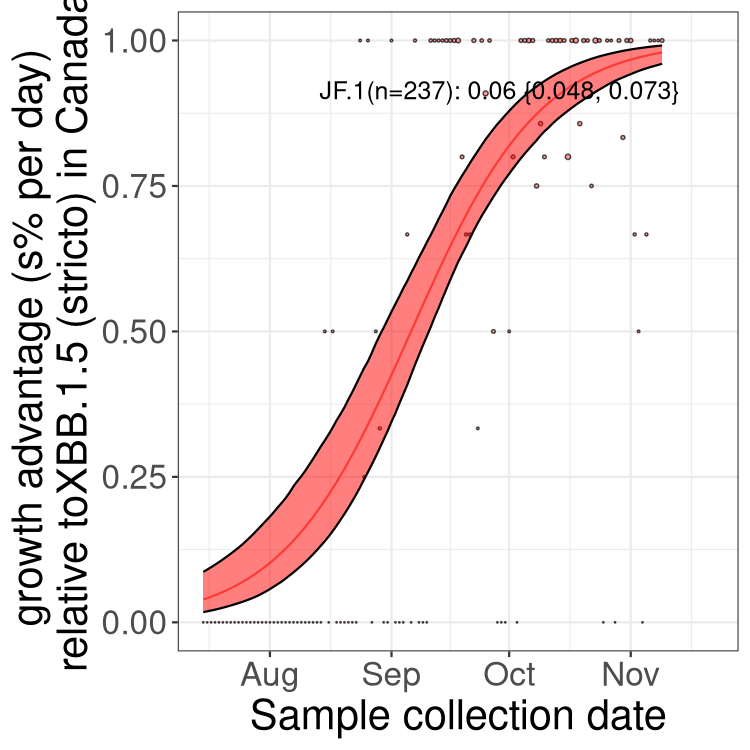 growth advantage (s% per day)
relative toXBB.1.5 (stricto) in Canada
1.00
0.75
0.50
0.25
0.00
JF.1(n=237): 0.06 {0.048, 0.073}
Aug Sep Oct Nov
Sample collection date